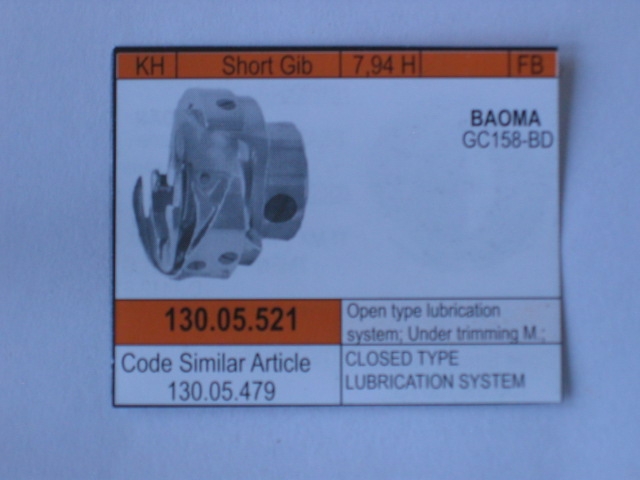 KH Short Gib 7,94 H FB
BAOMA
GC158-BD
130.05.521
Open type lubrication
system; Under trimming M.;
Code Similar Article
130.05.479
CLOSED TYPE
LUBRICATION SYSTEM